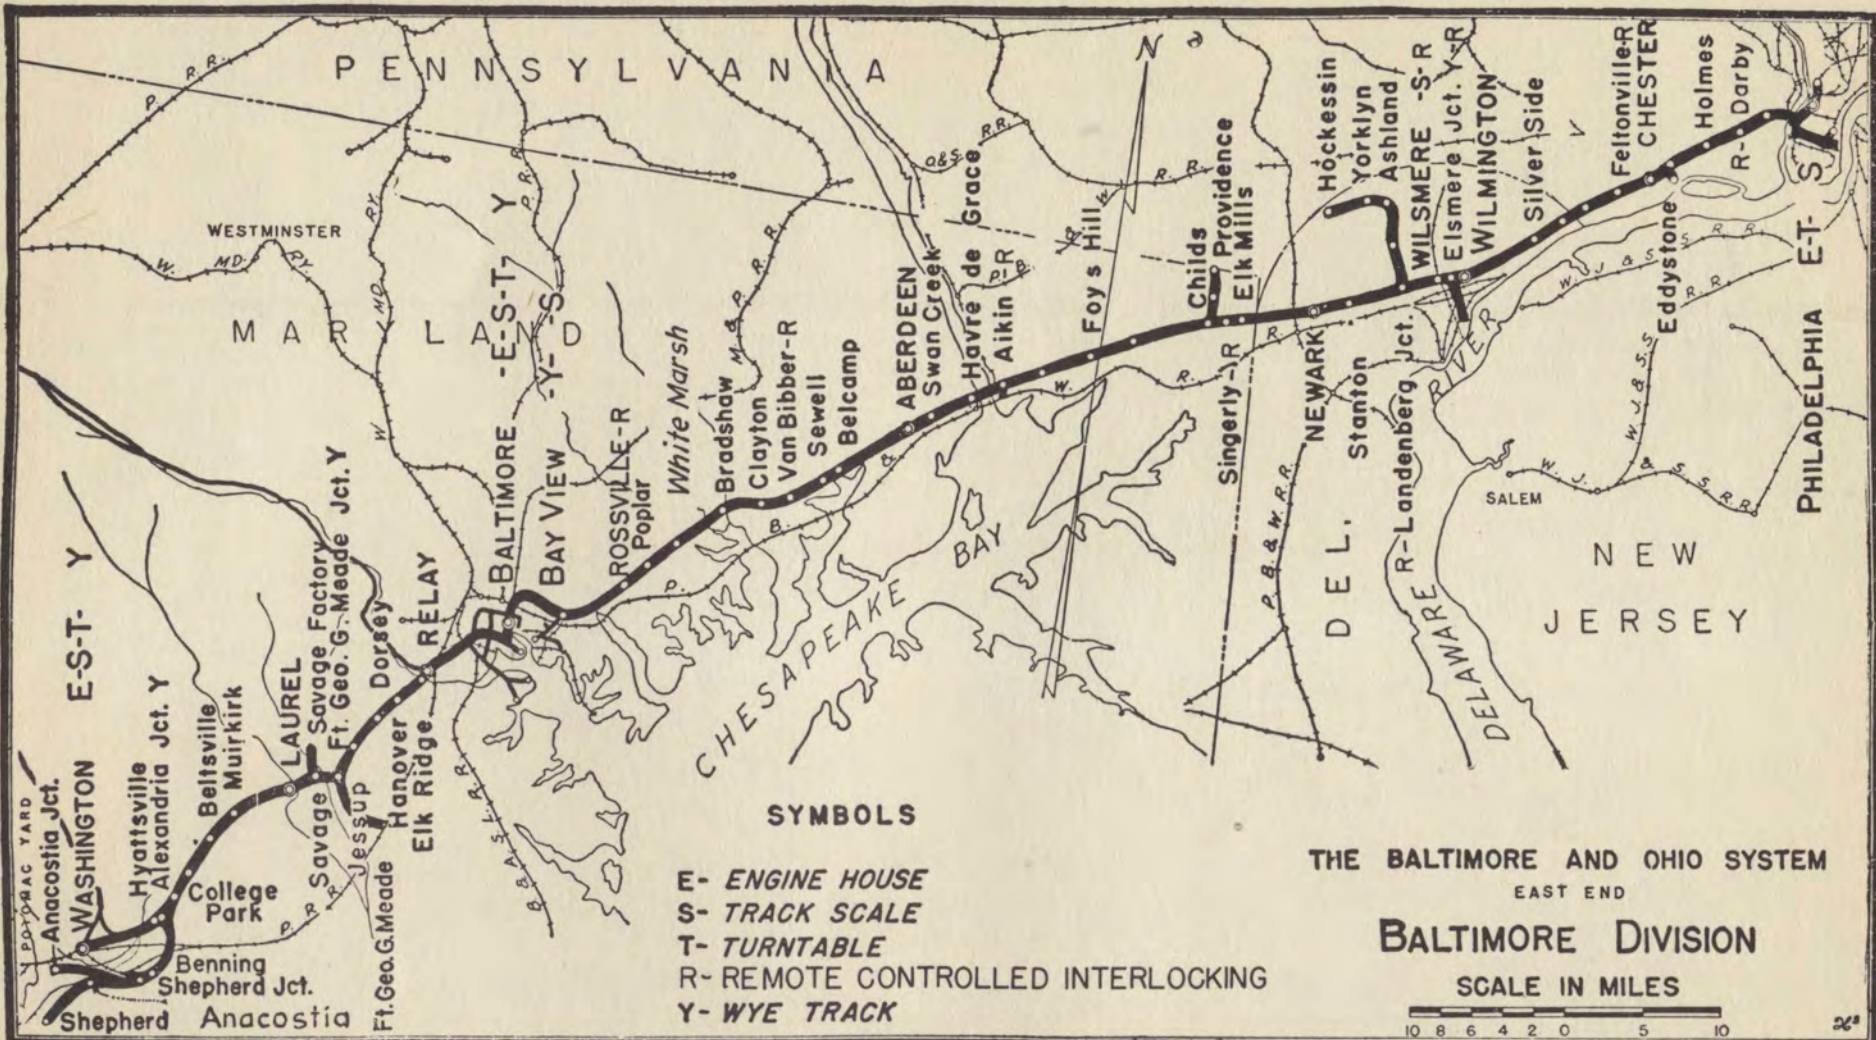 PENNSYLVANIA
N
P. R. R.
WESTMINSTER
W. MD. RY.
W. MD. RY.
P. R. R.
M. & P. R. R.
O&S.
R.R.
MARYLAND
POTOMAC YARD
Anacostia Jct.
WASHINGTON E-S-T-Y
Hyattsville
Alexandria Jct. Y
Beltsville
Muirkirk
LAUREL
Savage Factory
Ft. Geo. G. Meade Jct. Y
Dorsey
RELAY
BALTIMORE -E-S-T-Y
BAY VIEW -Y-S
ROSSVILLE-R
Poplar
White Marsh
Bradshaw
Clayton
Van Bibber-R
Sewell
Belcamp
ABERDEEN
Swan Creek
Havre de Grace
Aikin-R
Foys Hill
Childs
Providence
Elk Mills
Singerly-R
NEWARK
Stanton
R-Landenberg Jct.
Hockessin
Yorklyn
Ashland
WILSMERE -S-R
Elsmere Jct. Y-R
WILMINGTON
Silver Side
Feltonville-R
CHESTER
Holmes
R-Darby
Eddystone
PHILADELPHIA E-T-S
College
Park
Benning
Shepherd Jct.
Shepherd
Anacostia
Savage
Jessup
Ft. Geo. G. Meade
Hanover
Elk Ridge
P. R. R.
B. & A. S. L. R. R.
P. B. & W. R. R.
P. B. & W. R. R.
CHESAPEAKE BAY
DEL.
DELAWARE RIVER
W. J. & S. S. R. R.
W. J. & S. S. R. R.
SALEM
W. J. & S. S. R. R.
NEW
JERSEY
SYMBOLS
E- ENGINE HOUSE
S- TRACK SCALE
T- TURNTABLE
R- REMOTE CONTROLLED INTERLOCKING
Y- WYE TRACK
THE BALTIMORE AND OHIO SYSTEM
EAST END
BALTIMORE DIVISION
SCALE IN MILES
10 8 6 4 2 0 5 10